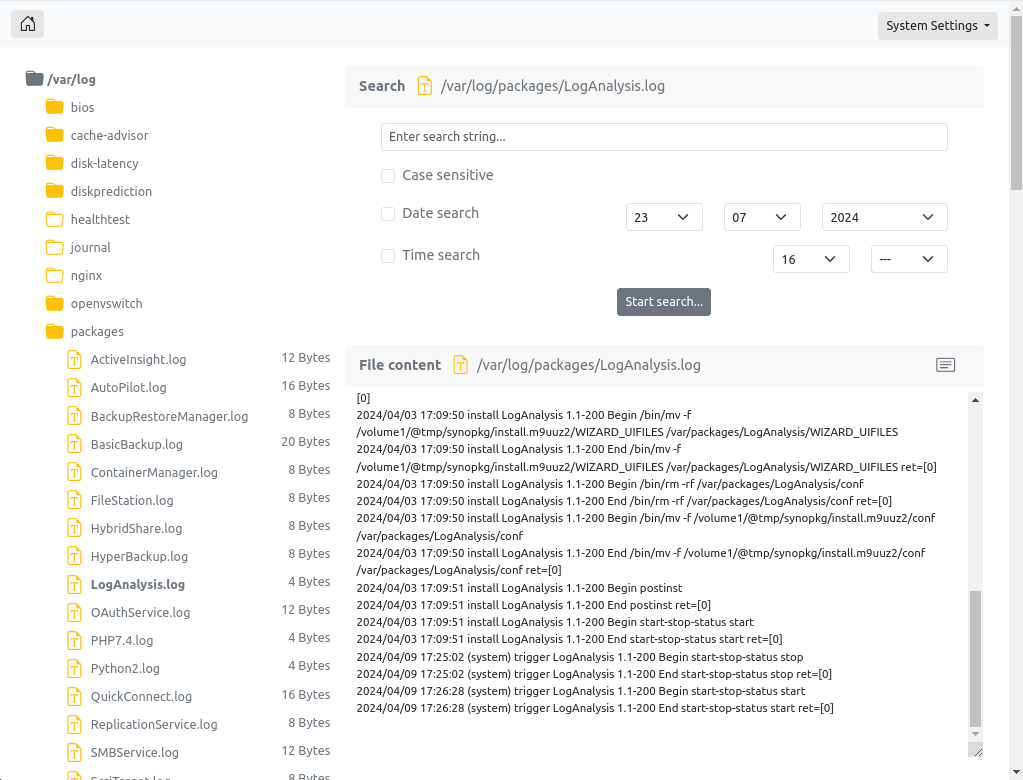 System Settings
/var/log
bios
cache-advisor
disk-latency
diskprediction
healthtest
journal
nginx
openvswitch
packages
ActiveInsight.log 12 Bytes
AutoPilot.log 16 Bytes
BackupRestoreManager.log 8 Bytes
BasicBackup.log 20 Bytes
ContainerManager.log 8 Bytes
FileStation.log 8 Bytes
HybridShare.log 8 Bytes
HyperBackup.log 8 Bytes
LogAnalysis.log 4 Bytes
OAuthService.log 12 Bytes
PHP7.4.log 4 Bytes
Python2.log 4 Bytes
QuickConnect.log 16 Bytes
ReplicationService.log 8 Bytes
SMBService.log 12 Bytes
8 Bytes
Search T /var/log/packages/LogAnalysis.log
Enter search string...
Case sensitive
Date search 23 07 2024
Time search 16 ---
Start search...
File content T /var/log/packages/LogAnalysis.log
[0]
2024/04/03 17:09:50 install LogAnalysis 1.1-200 Begin /bin/mv -f
/volume1/@tmp/synopkg/install.m9uuz2/WIZARD_UIFILES /var/packages/LogAnalysis/WIZARD_UIFILES
2024/04/03 17:09:50 install LogAnalysis 1.1-200 End /bin/mv -f
/volume1/@tmp/synopkg/install.m9uuz2/WIZARD_UIFILES /var/packages/LogAnalysis/WIZARD_UIFILES ret=[0]
2024/04/03 17:09:50 install LogAnalysis 1.1-200 Begin /bin/rm -rf /var/packages/LogAnalysis/conf
2024/04/03 17:09:50 install LogAnalysis 1.1-200 End /bin/rm -rf /var/packages/LogAnalysis/conf ret=[0]
2024/04/03 17:09:50 install LogAnalysis 1.1-200 Begin /bin/mv -f /volume1/@tmp/synopkg/install.m9uuz2/conf
/var/packages/LogAnalysis/conf
2024/04/03 17:09:50 install LogAnalysis 1.1-200 End /bin/mv -f /volume1/@tmp/synopkg/install.m9uuz2/conf
/var/packages/LogAnalysis/conf ret=[0]
2024/04/03 17:09:51 install LogAnalysis 1.1-200 Begin postinst
2024/04/03 17:09:51 install LogAnalysis 1.1-200 End postinst ret=[0]
2024/04/03 17:09:51 install LogAnalysis 1.1-200 Begin start-stop-status start
2024/04/03 17:09:51 install LogAnalysis 1.1-200 End start-stop-status start ret=[0]
2024/04/09 17:25:02 (system) trigger LogAnalysis 1.1-200 Begin start-stop-status stop
2024/04/09 17:25:02 (system) trigger LogAnalysis 1.1-200 End start-stop-status stop ret=[0]
2024/04/09 17:26:28 (system) trigger LogAnalysis 1.1-200 Begin start-stop-status start
2024/04/09 17:26:28 (system) trigger LogAnalysis 1.1-200 End start-stop-status start ret=[0]